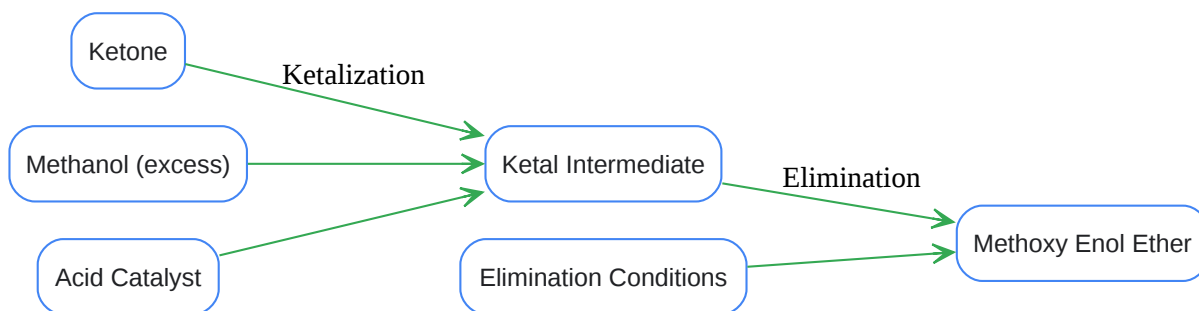 Ketone
Ketalization
Methanol (excess)
Ketal Intermediate
Elimination
Acid Catalyst
Elimination Conditions
Methoxy Enol Ether